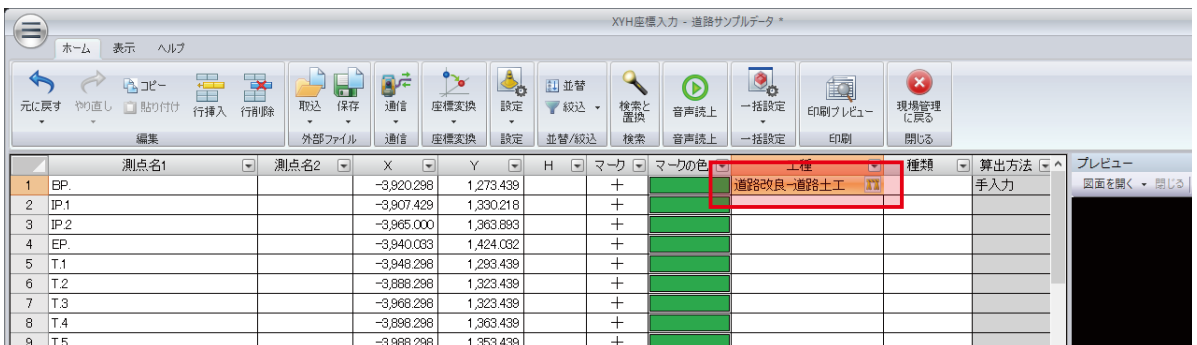 XYH座標入力 - 道路サンプルデータ *
ホーム 表示 ヘルプ
元に戻す やり直し コピー 貼り付け 行挿入 行削除 取込 保存 通信 座標変換 設定 並替 絞込 検索と置換 音声読上 一括設定 印刷プレビュー 現場管理に戻る
編集 外部ファイル 通信 座標変換 設定 並替/絞込 検索 音声読上 一括設定 印刷 閉じる
測点名1 測点名2 X Y H マーク マークの色 工種 種類 算出方法 プレビュー
1 BP. -3,920.298 1,273.439 + 道路改良-道路土工 手入力 図面を開く 閉じる
2 IP.1 -3,907.429 1,330.218 +
3 IP.2 -3,965.000 1,363.893 +
4 EP. -3,940.033 1,424.032 +
5 T.1 -3,948.298 1,293.439 +
6 T.2 -3,888.298 1,323.439 +
7 T.3 -3,968.298 1,323.439 +
8 T.4 -3,898.298 1,363.439 +
9 T.5 -3,988.298 1,353.439 +